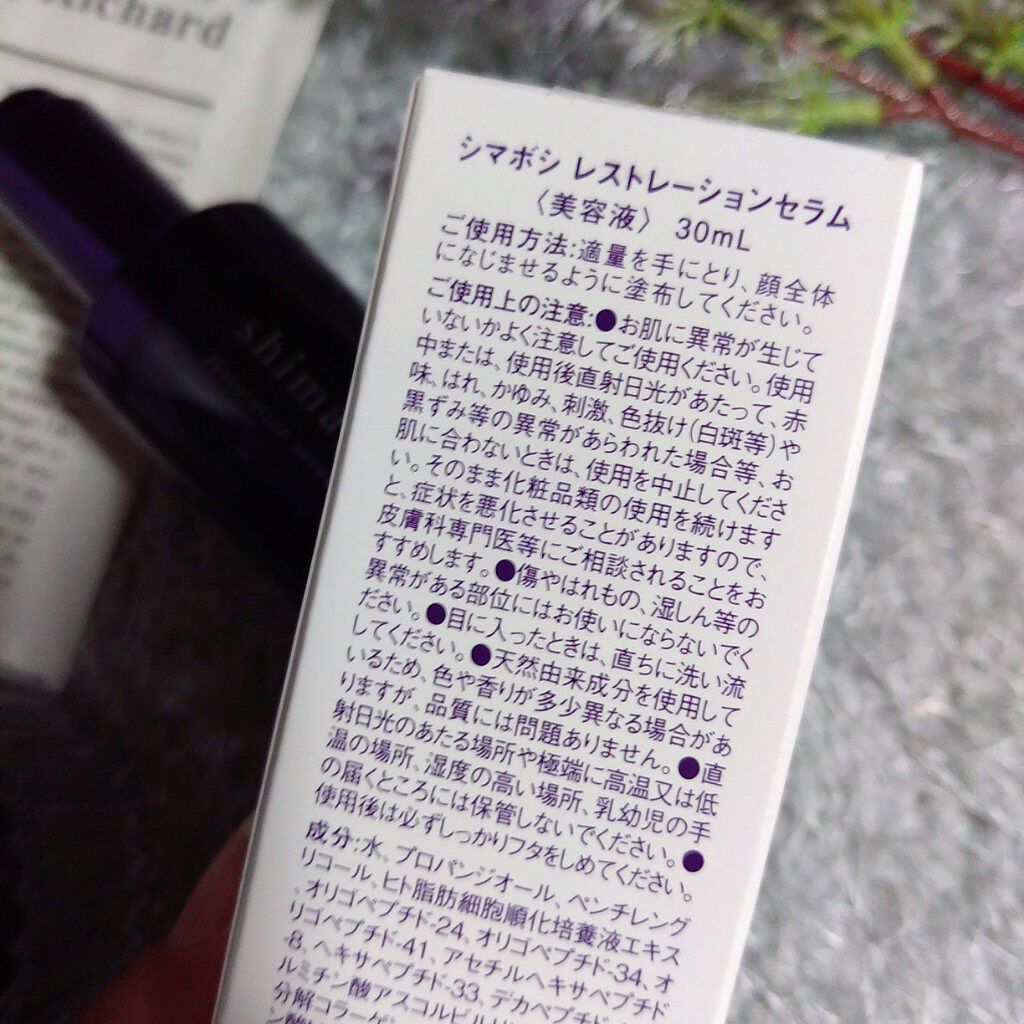 Richard
shima
シマボシ レストレーションセラム
〈美容液〉 30mL
ご使用方法:適量を手にとり、顔全体
になじませるように塗布してください。
ご使用上の注意:●お肌に異常が生じて
いないかよく注意してご使用ください。使用
中または、使用後直射日光があたって、赤
味、はれ、かゆみ、刺激、色抜け(白斑等)や
黒ずみ等の異常があらわれた場合等、お
肌に合わないときは、使用を中止してくださ
い。そのまま化粧品類の使用を続けます
と、症状を悪化させることがありますので、
皮膚科専門医等にご相談されることをお
すすめします。●傷やはれもの、湿しん等の
異常がある部位にはお使いにならないでく
ださい。●目に入ったときは、直ちに洗い流
してください。●天然由来成分を使用して
いるため、色や香りが多少異なる場合があ
りますが、品質には問題ありません。●直
射日光のあたる場所や極端に高温又は低
温の場所、湿度の高い場所、乳幼児の手
の届くところには保管しないでください。●
使用後は必ずしっかりフタをしめてください。
成分:水、プロパンジオール、ペンチレング
リコール、ヒト脂肪細胞順化培養液エキス
、オリゴペプチド-24、オリゴペプチド-34、オ
リゴペプチド-41、アセチルヘキサペプチド
-8、ヘキサペプチド-33、デカペプチド
ルミチン酸アスコルビル
分解コラーゲン